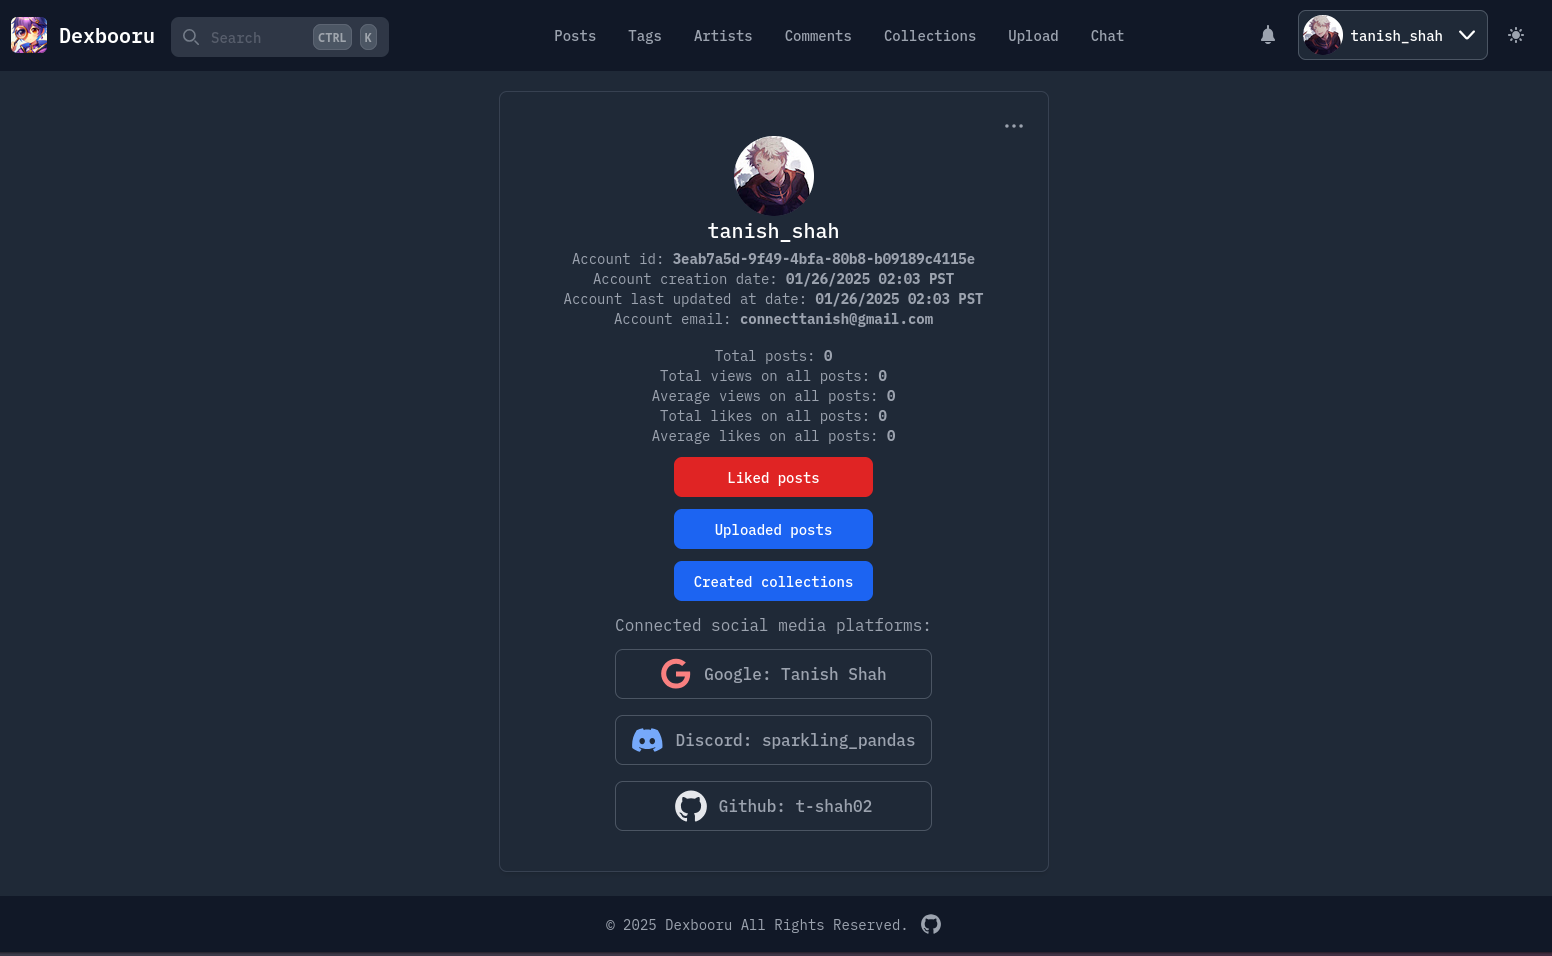 Dexbooru
Search
CTRL K
Posts
Tags
Artists
Comments
Collections
Upload
Chat
tanish_shah
tanish_shah
Account id: 3eab7a5d-9f49-4bfa-80b8-b09189c4115e
Account creation date: 01/26/2025 02:03 PST
Account last updated at date: 01/26/2025 02:03 PST
Account email: connecttanish@gmail.com
Total posts: 0
Total views on all posts: 0
Average views on all posts: 0
Total likes on all posts: 0
Average likes on all posts: 0
Liked posts
Uploaded posts
Created collections
Connected social media platforms:
Google: Tanish Shah
Discord: sparkling_pandas
Github: t-shah02
© 2025 Dexbooru All Rights Reserved.